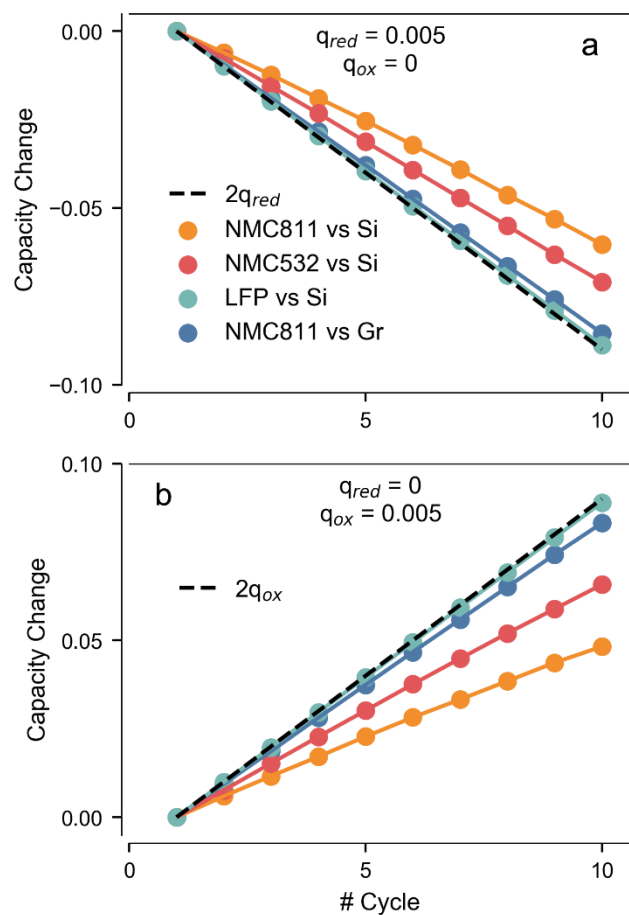 0.00
q_red = 0.005
q_ox = 0
a
Capacity Change
−0.05
2q_red
NMC811 vs Si
NMC532 vs Si
LFP vs Si
NMC811 vs Gr
−0.10
0 5 10
0.10
b
q_red = 0
q_ox = 0.005
2q_ox
Capacity Change
0.05
0.00
0 5 10
# Cycle